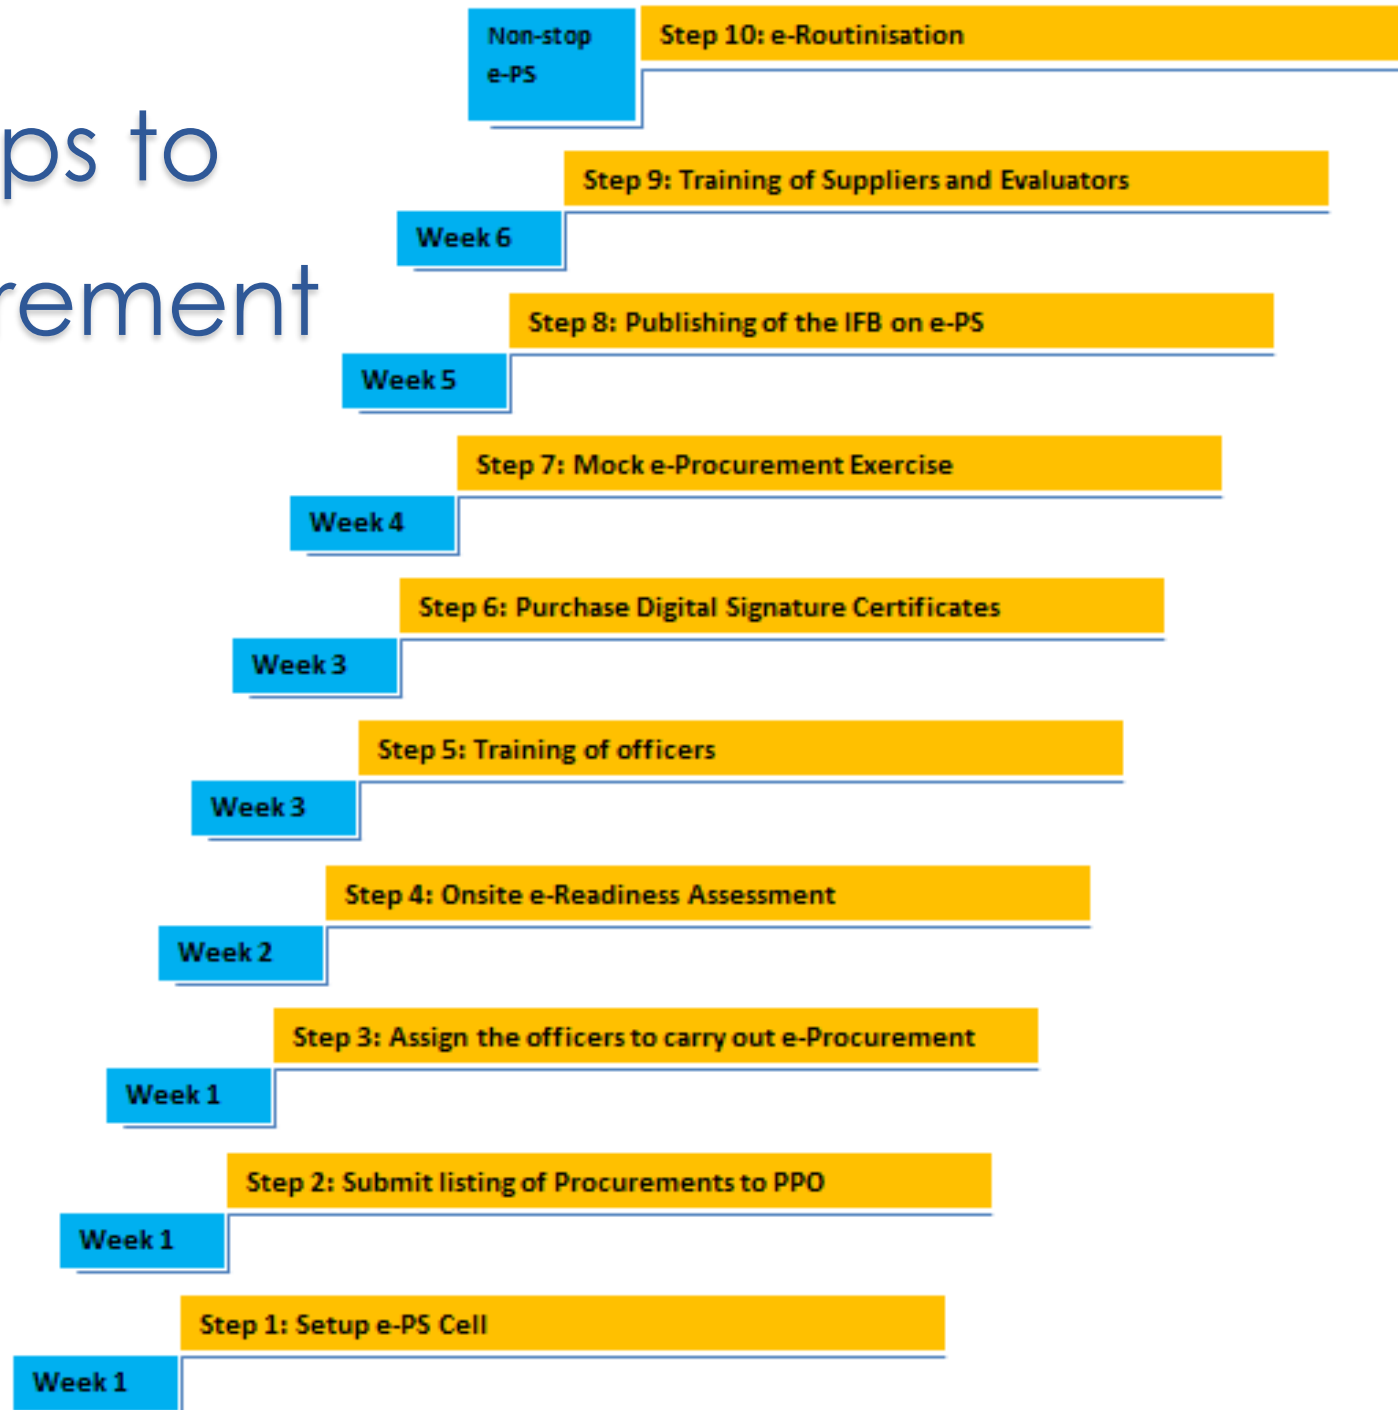 ps to
rement
Non-stop
e-PS
Step 10: e-Routinisation
Step 9: Training of Suppliers and Evaluators
Week 6
Step 8: Publishing of the IFB on e-PS
Week 5
Step 7: Mock e-Procurement Exercise
Week 4
Step 6: Purchase Digital Signature Certificates
Week 3
Step 5: Training of officers
Week 3
Step 4: Onsite e-Readiness Assessment
Week 2
Step 3: Assign the officers to carry out e-Procurement
Week 1
Step 2: Submit listing of Procurements to PPO
Week 1
Step 1: Setup e-PS Cell
Week 1